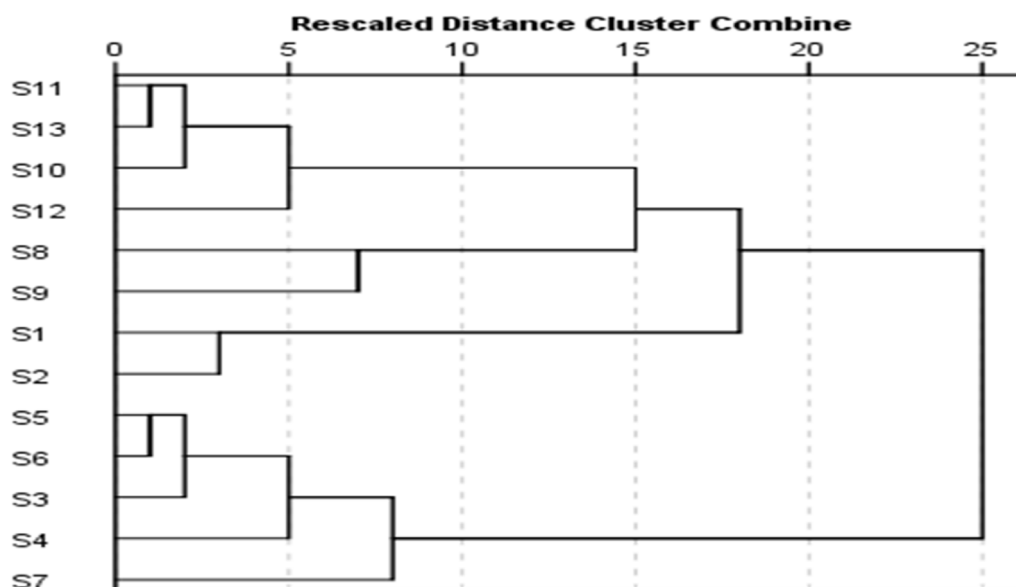 Rescaled Distance Cluster Combine
0 5 10 15 20 25
S11
S13
S10
S12
S8
S9
S1
S2
S5
S6
S3
S4
S7